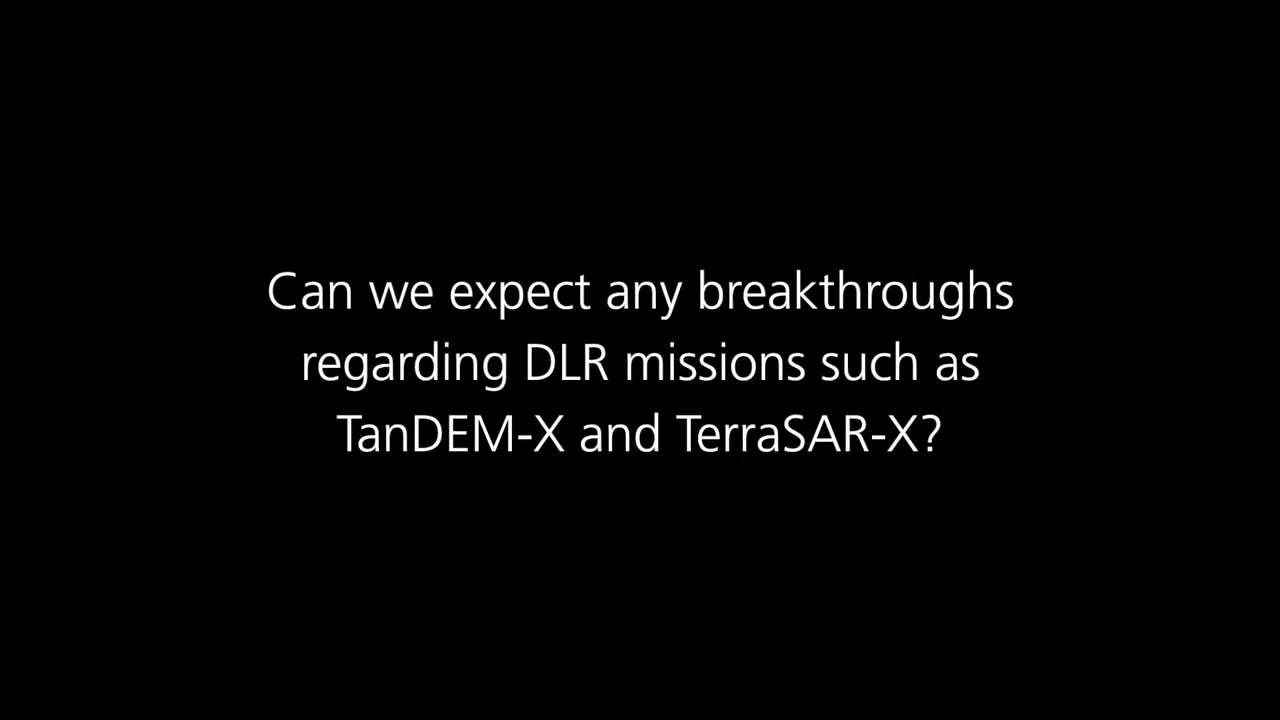 Can we expect any breakthroughs
regarding DLR missions such as
TanDEM-X and TerraSAR-X?